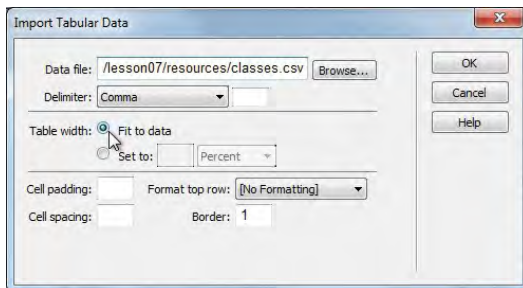 Import Tabular Data
Data file: /lesson07/resources/classes.csv Browse... OK
Delimiter: Comma Cancel
Table width: Fit to data Help
Set to: Percent
Cell padding: Format top row: [No Formatting]
Cell spacing: Border: 1